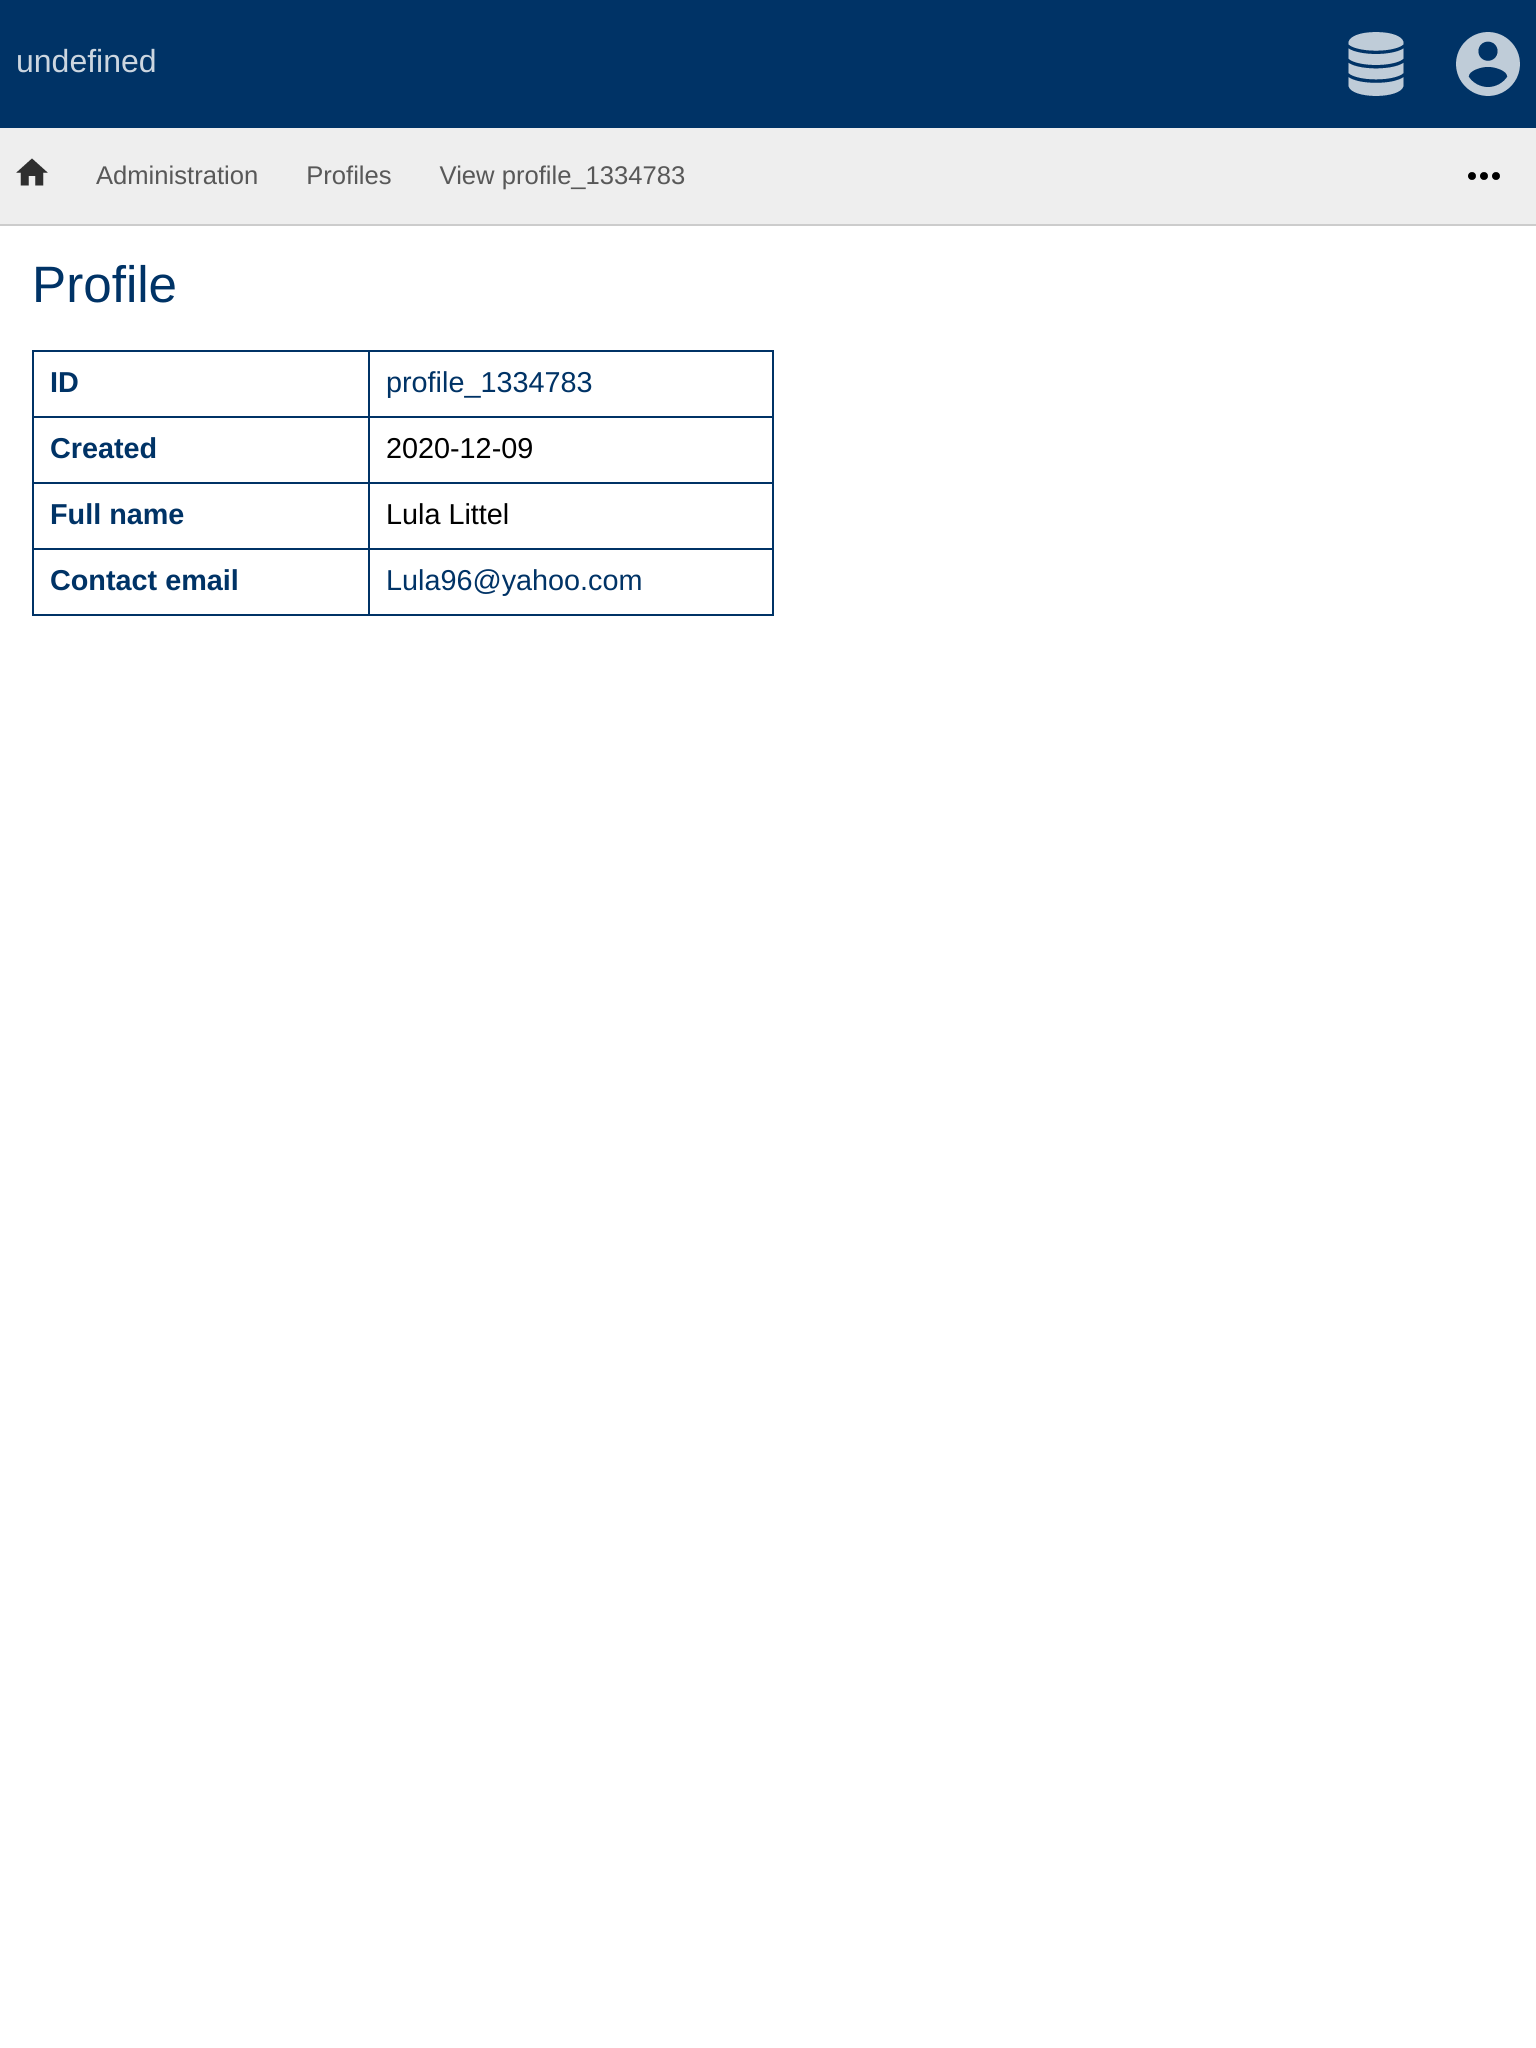 undefined
Administration Profiles View profile_1334783
Profile
ID profile_1334783
Created 2020-12-09
Full name Lula Littel
Contact email Lula96@yahoo.com